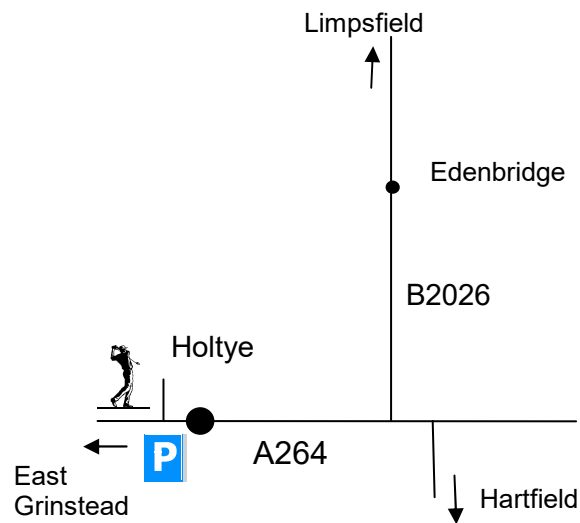 Limpsfield
Edenbridge
B2026
Holtye
A264
P
East
Grinstead
Hartfield